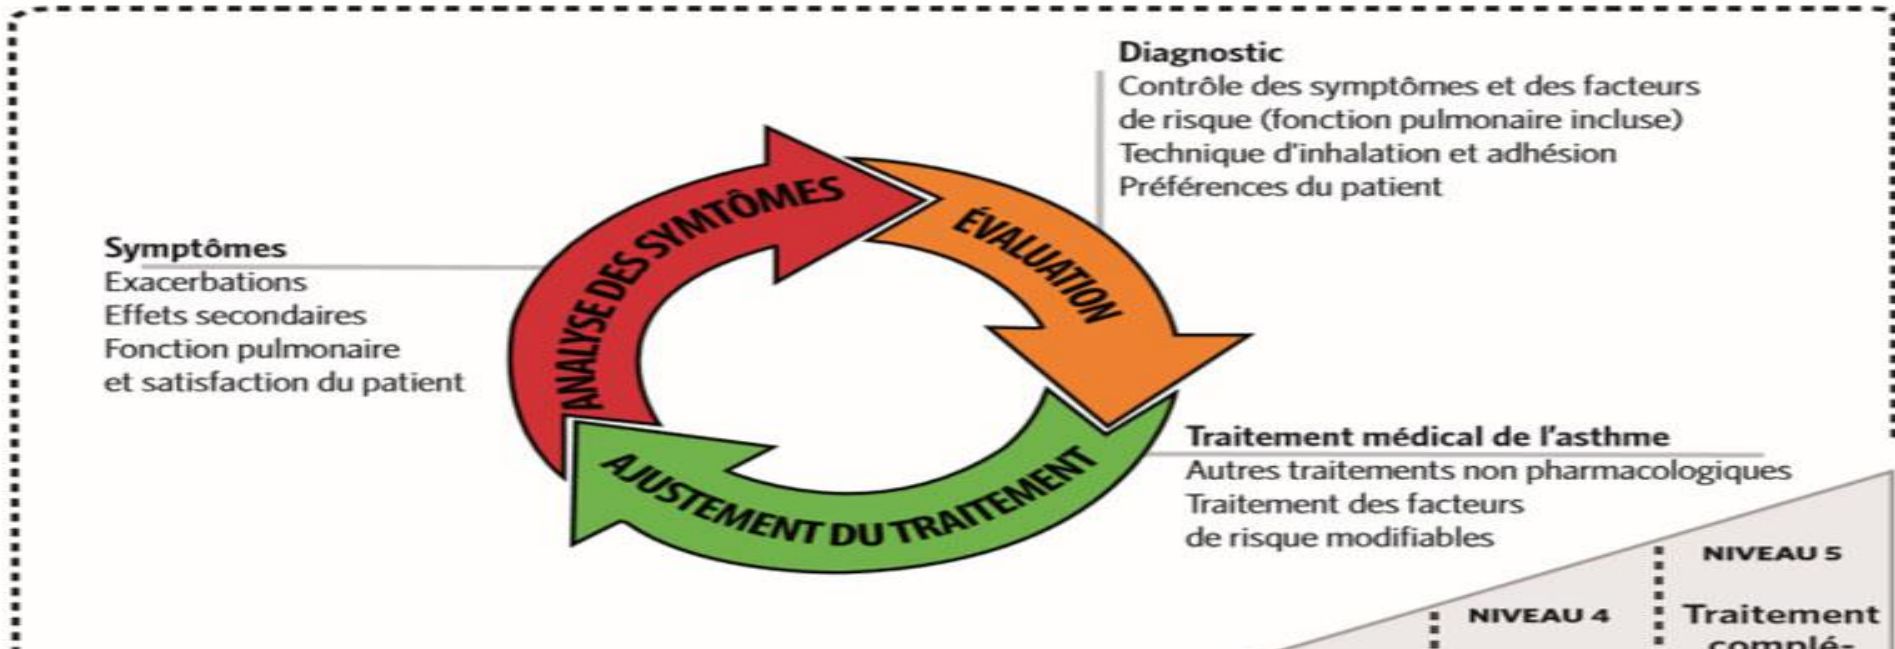 Diagnostic
Contrôle des symptômes et des facteurs
de risque (fonction pulmonaire incluse)
Technique d'inhalation et adhésion
Préférences du patient
ANALYSE DES SYMTÔMES
ÉVALUATION
Symptômes
Exacerbations
Effets secondaires
Fonction pulmonaire
et satisfaction du patient
AJUSTEMENT DU TRAITEMENT
Traitement médical de l'asthme
Autres traitements non pharmacologiques
Traitement des facteurs
de risque modifiables
NIVEAU 5
NIVEAU 4
Traitement
complé-